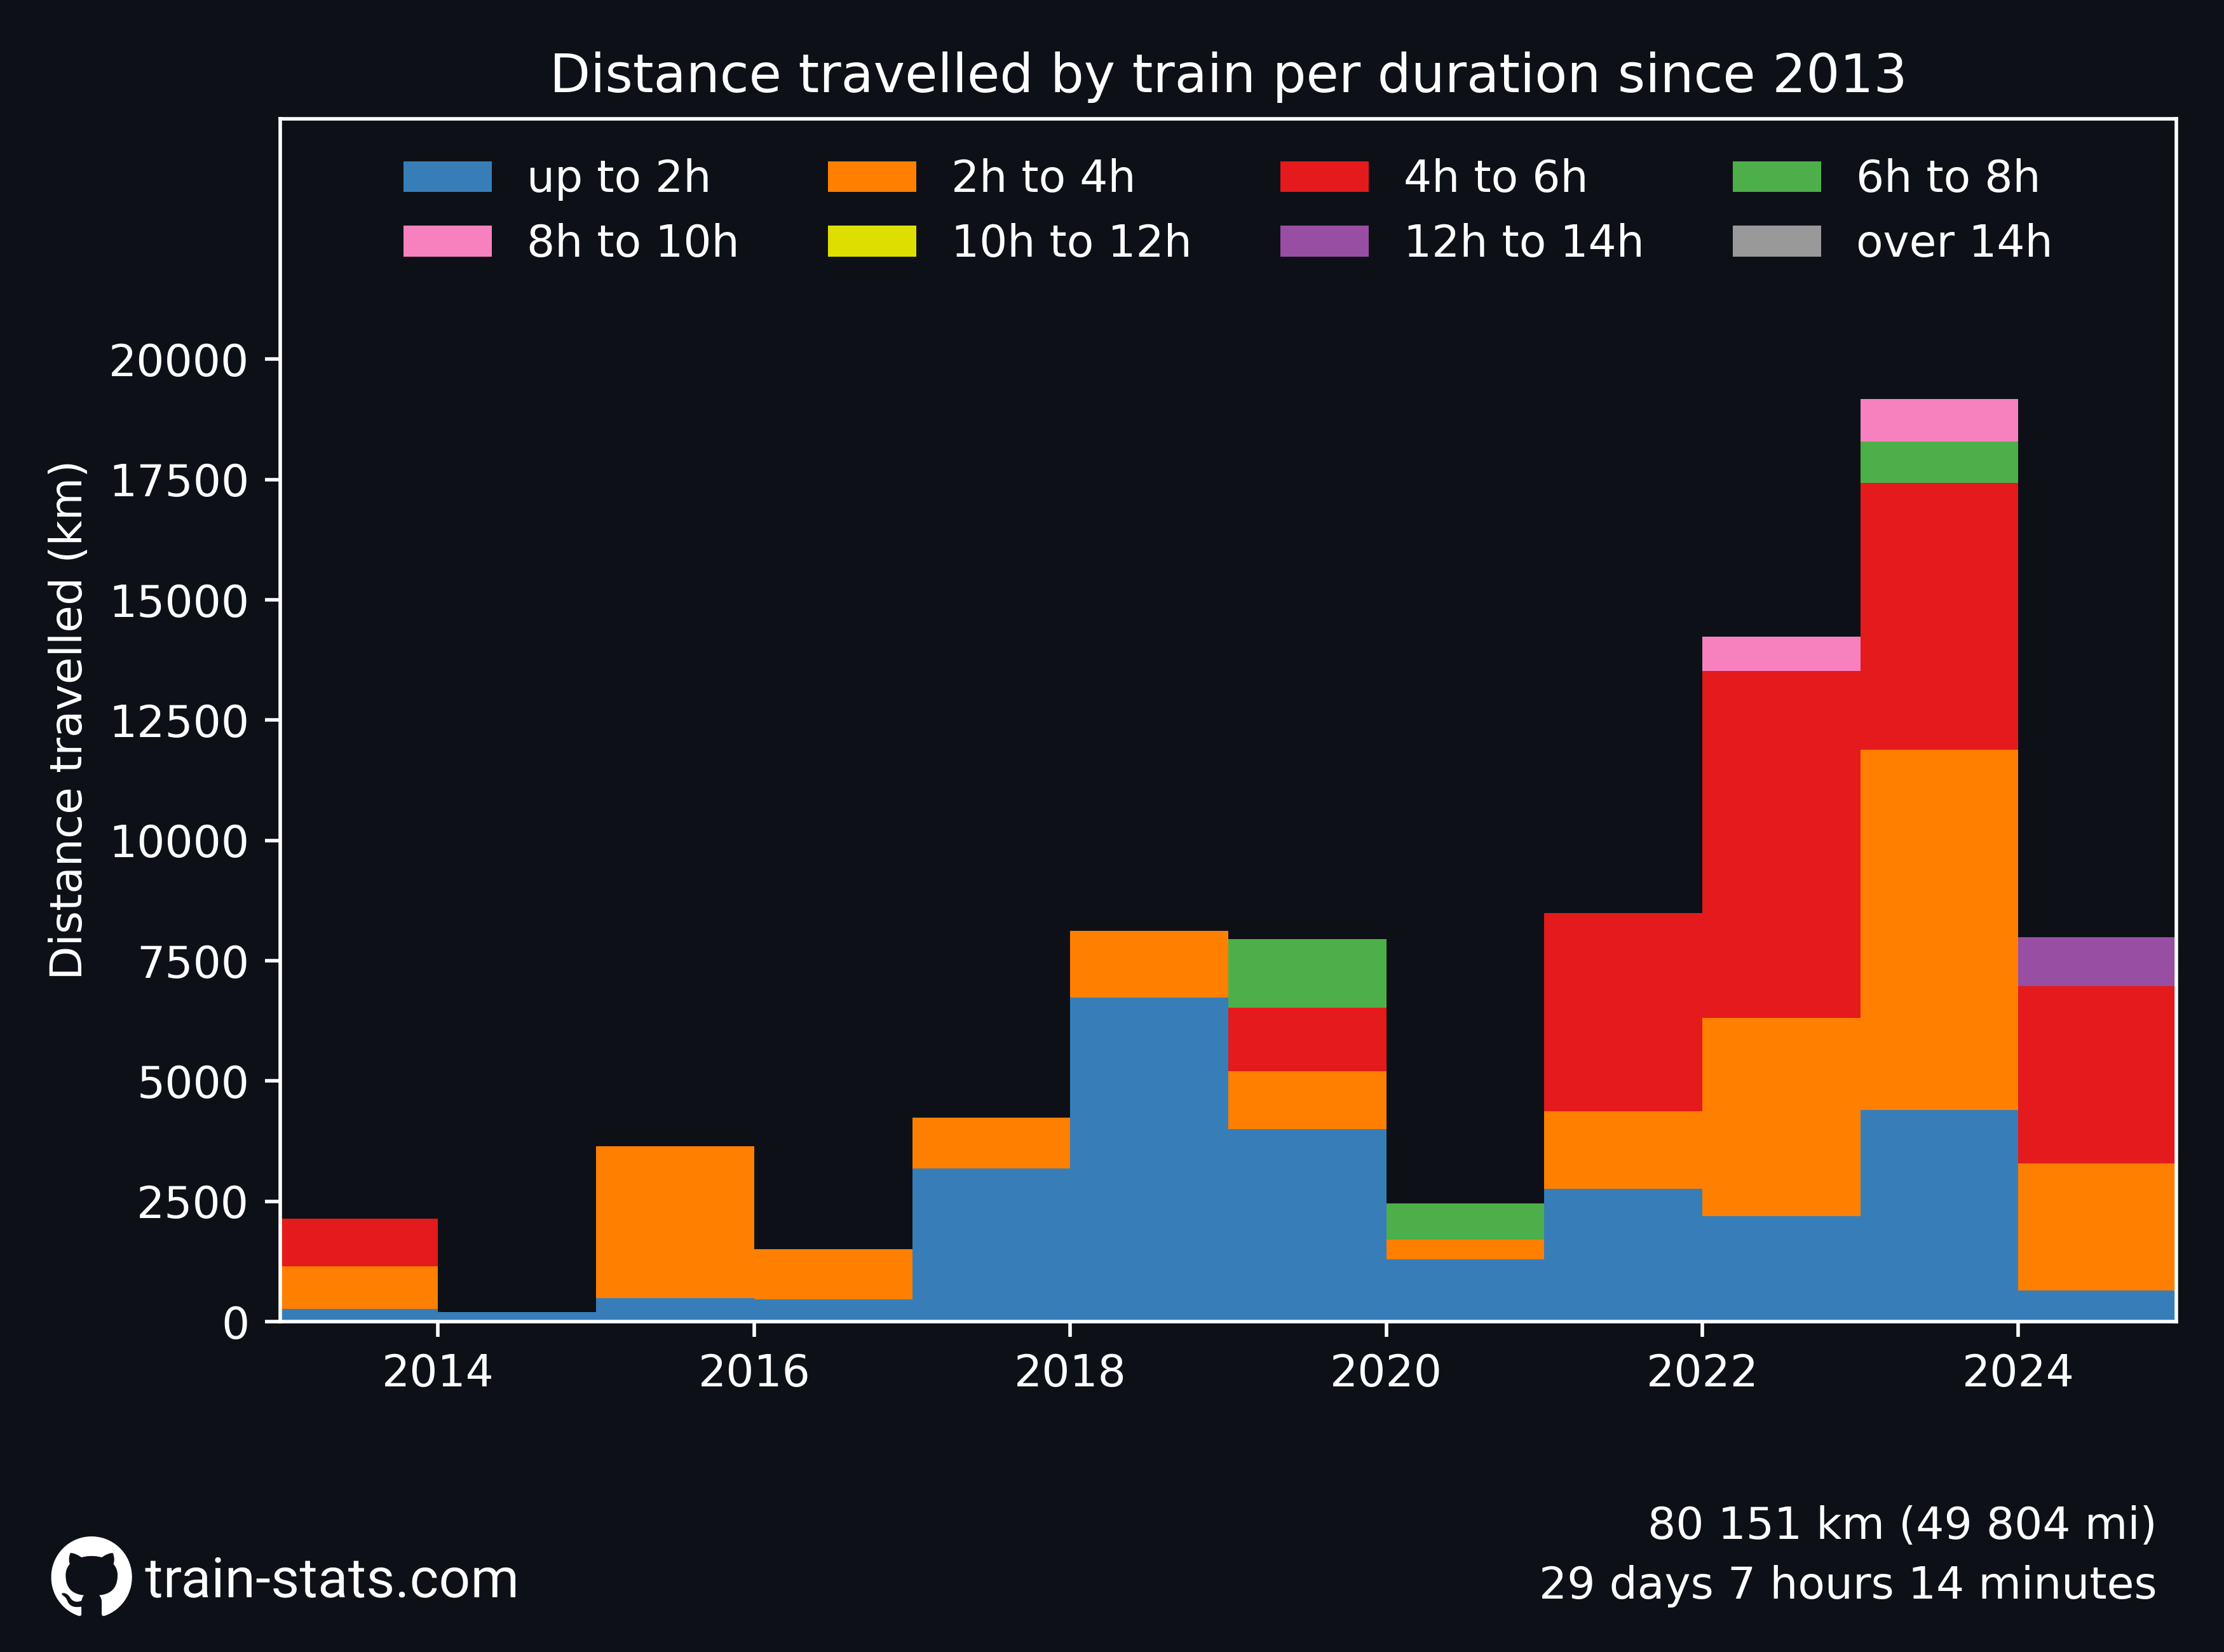 Distance travelled by train per duration since 2013
up to 2h 2h to 4h 4h to 6h 6h to 8h
8h to 10h 10h to 12h 12h to 14h over 14h
Distance travelled (km)
20000
17500
15000
12500
10000
7500
5000
2500
0
2014 2016 2018 2020 2022 2024
80 151 km (49 804 mi)
29 days 7 hours 14 minutes
train-stats.com